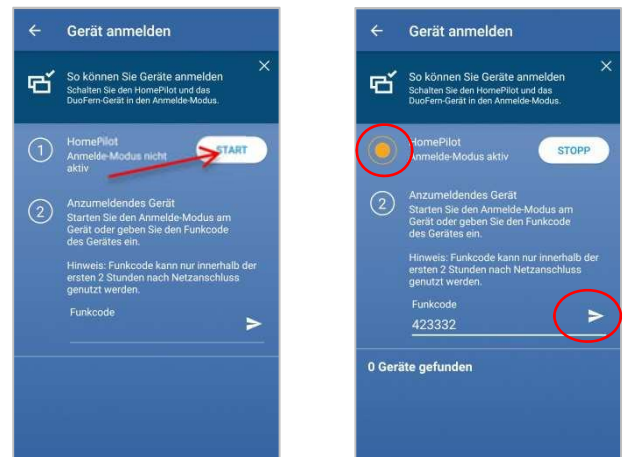 Gerät anmelden
So können Sie Geräte anmelden
Schalten Sie den HomePilot und das
DuoFern-Gerät in den Anmelde-Modus.
1
HomePilot
Anmelde-Modus nicht
aktiv
START
2
Anzumeldendes Gerät
Starten Sie den Anmelde-Modus am
Gerät oder geben Sie den Funkcode
des Gerätes ein.
Hinweis: Funkcode kann nur innerhalb der
ersten 2 Stunden nach Netzanschluss
genutzt werden.
Funkcode
Gerät anmelden
So können Sie Geräte anmelden
Schalten Sie den HomePilot und das
DuoFern-Gerät in den Anmelde-Modus.
HomePilot
Anmelde-Modus aktiv
STOPP
2
Anzumeldendes Gerät
Starten Sie den Anmelde-Modus am
Gerät oder geben Sie den Funkcode
des Gerätes ein.
Hinweis: Funkcode kann nur innerhalb der
ersten 2 Stunden nach Netzanschluss
genutzt werden.
Funkcode
423332
0 Geräte gefunden